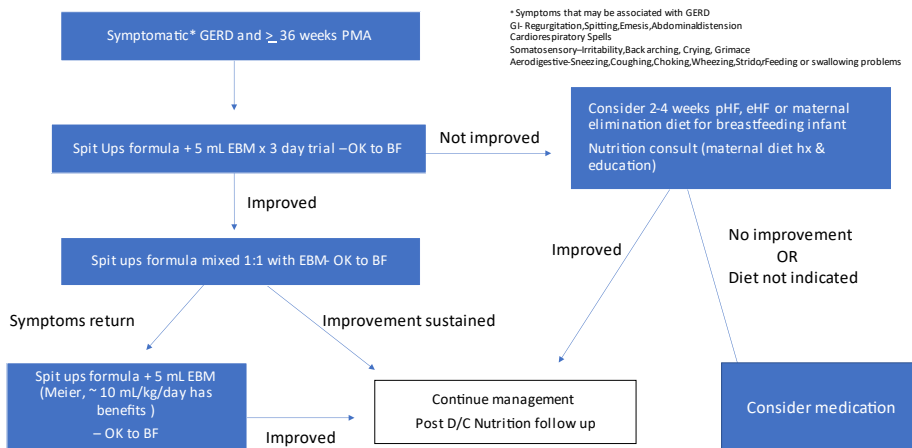 * Symptoms that may be associated with GERD
GI- Regurgitation,Spitting,Emesis,Abdominaldistension
Cardiorespiratory Spells
Somatosensory–Irritability,Back arching, Crying, Grimace
Aerodigestive-Sneezing,Coughing,Choking,Wheezing,Stridor,Feeding or swallowing problems
Symptomatic* GERD and ≥ 36 weeks PMA
Spit Ups formula + 5 mL EBM x 3 day trial –OK to BF
Not improved
Consider 2-4 weeks pHF, eHF or maternal
elimination diet for breastfeeding infant
Nutrition consult (maternal diet hx &
education)
Improved
Spit ups formula mixed 1:1 with EBM- OK to BF
Improved
No improvement
OR
Diet not indicated
Symptoms return
Improvement sustained
Spit ups formula + 5 mL EBM
(Meier, ~ 10 mL/kg/day has
benefits )
– OK to BF
Improved
Continue management
Post D/C Nutrition follow up
Consider medication